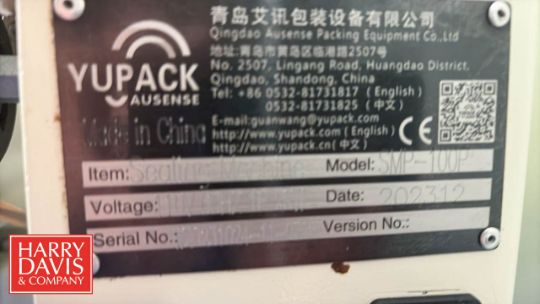 青岛艾讯包装设备有限公司
Qingdao Ausense Packing Equipment Co.,Ltd
地址:青岛市黄岛区临港路2507号
No. 2507, Lingang Road, Huangdao District,
Qingdao, Shandong, China
Tel: +86 0532-81731817 (English)
0532-81731825 (中文)
E-mail:guanwang@yupack.com
http://www.yupack.com (English)
http://www.yupack.cn (中文)
YUPACK
AUSENSE
Made in China
CE
Item: Sealing Machine
Model: SMP-100P
Voltage:
Date: 202312
Serial No.:
Version No.:
HARRY
DAVIS
& COMPANY